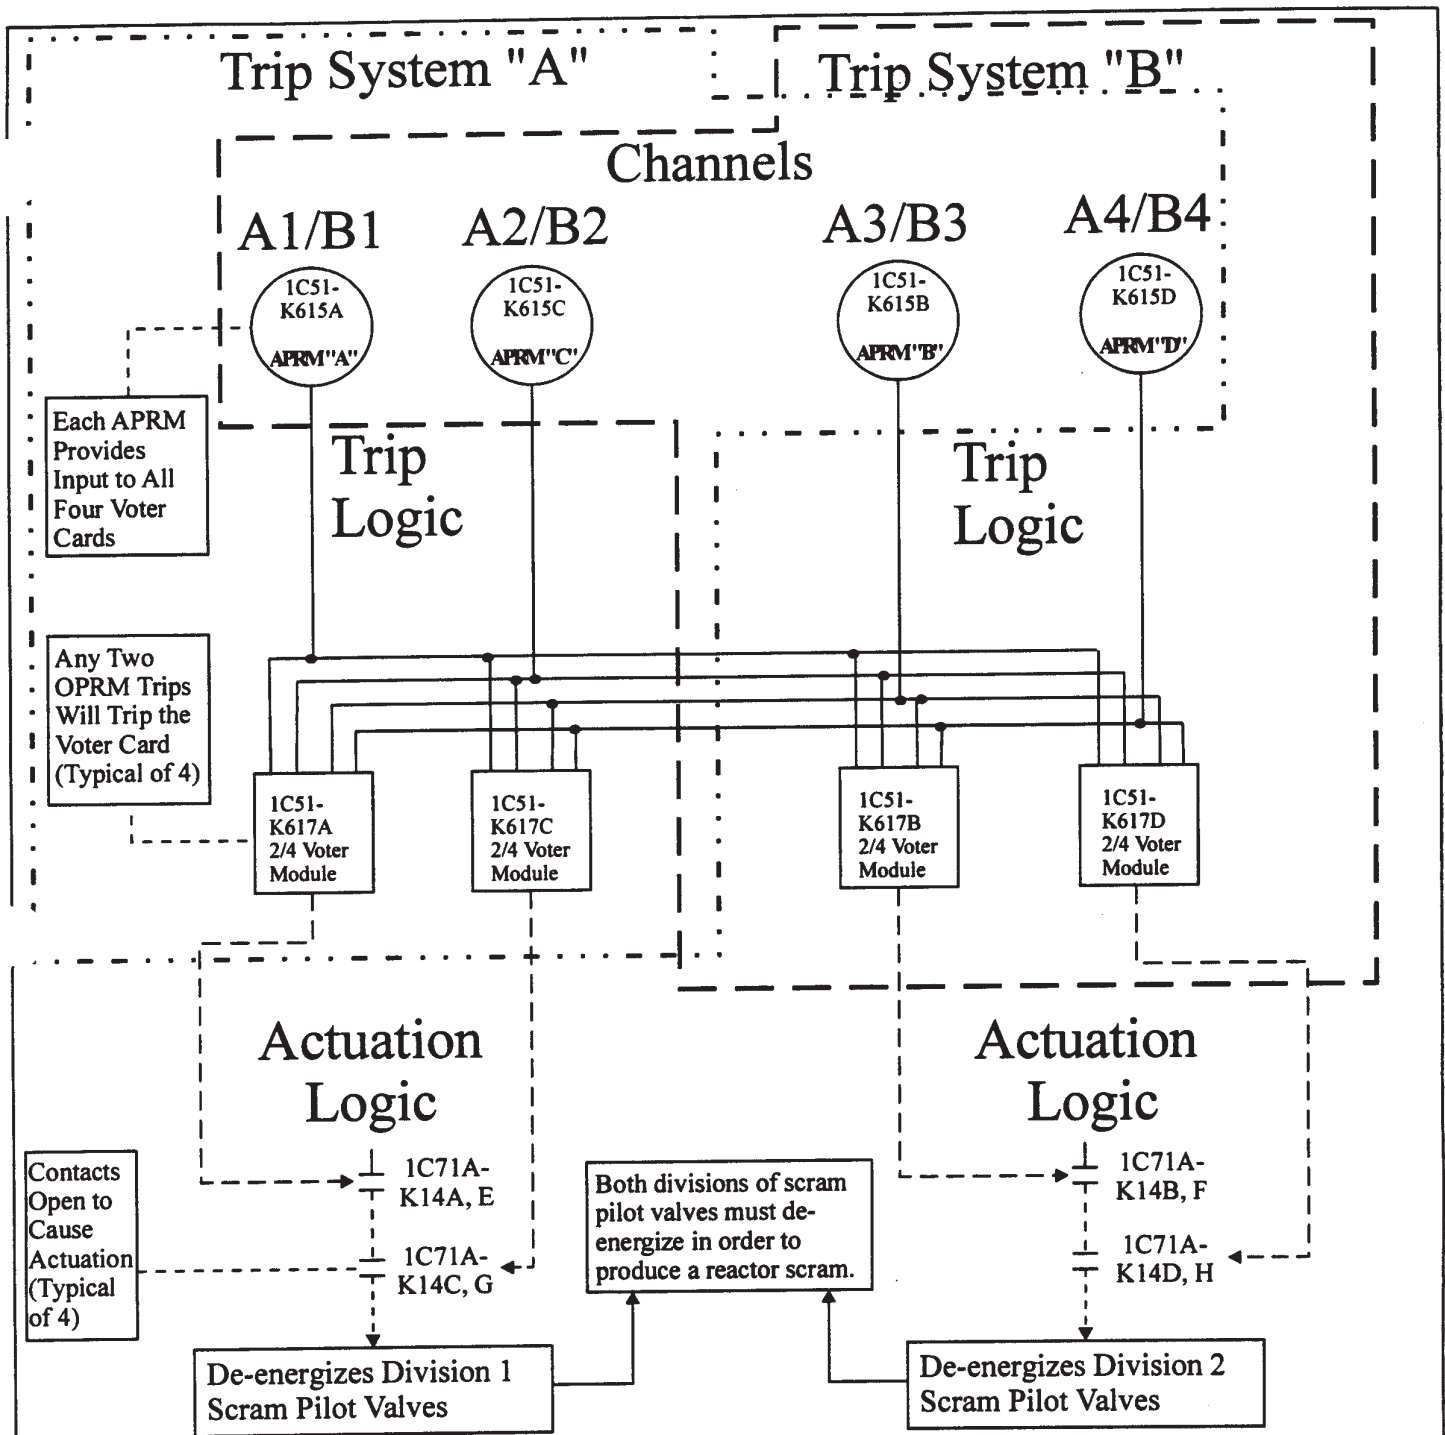 Trip System "A"
Trip System "B"
Channels
A1/B1
A2/B2
A3/B3
A4/B4
1C51-
K615A
APRM"A"
1C51-
K615C
APRM"C"
1C51-
K615B
APRM"B"
1C51-
K615D
APRM"D"
Each APRM
Provides
Input to All
Four Voter
Cards
Trip
Logic
Trip
Logic
Any Two
OPRM Trips
Will Trip the
Voter Card
(Typical of 4)
1C51-
K617A
2/4 Voter
Module
1C51-
K617C
2/4 Voter
Module
1C51-
K617B
2/4 Voter
Module
1C51-
K617D
2/4 Voter
Module
Actuation
Logic
Actuation
Logic
Contacts
Open to
Cause
Actuation
(Typical
of 4)
1C71A-
K14A, E
1C71A-
K14C, G
Both divisions of scram
pilot valves must de-
energize in order to
produce a reactor scram.
1C71A-
K14B, F
1C71A-
K14D, H
De-energizes Division 1
Scram Pilot Valves
De-energizes Division 2
Scram Pilot Valves